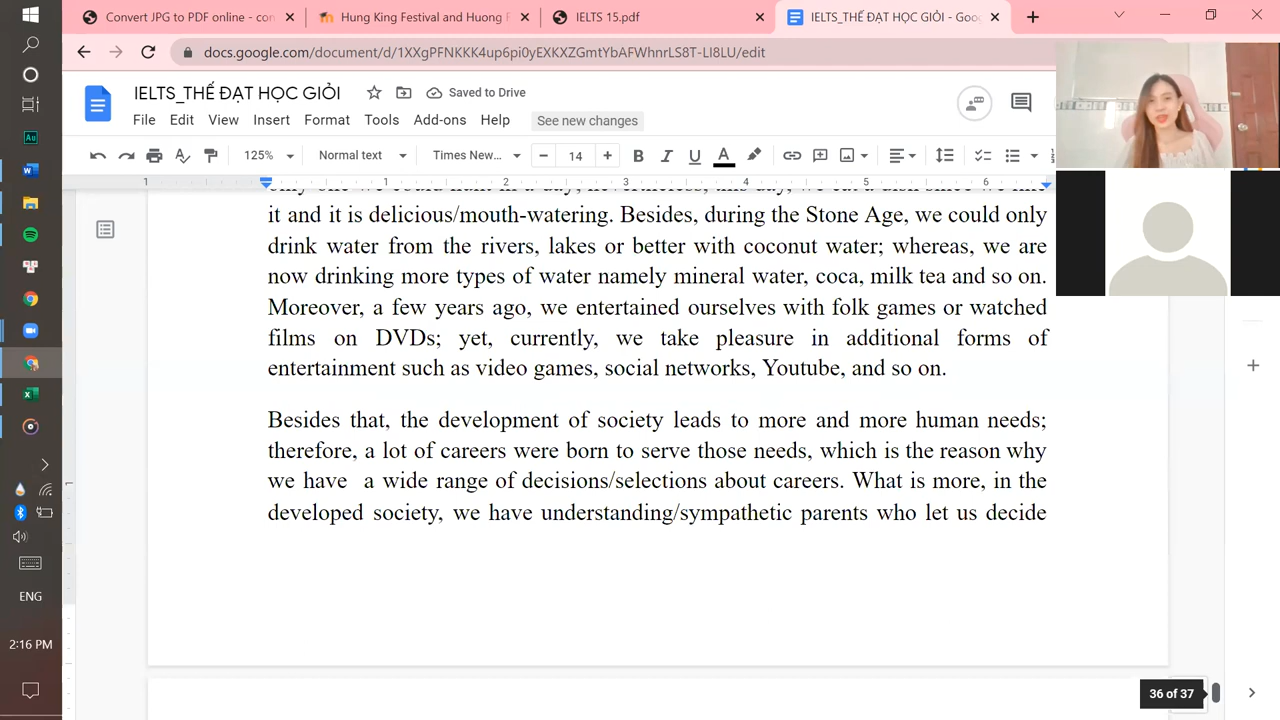 Convert JPG to PDF online - con
Hung King Festival and Huong F
IELTS 15.pdf
IELTS_THẾ ĐẠT HỌC GIỎI - Goo
docs.google.com/document/d/1XXgPFNKKK4up6pi0yEXKXZGmtYbAFWhnrLS8T-LI8LU/edit
IELTS_THẾ ĐẠT HỌC GIỎI
Saved to Drive
File Edit View Insert Format Tools Add-ons Help See new changes
125% Normal text Times New... 14 B I U A
1 1 2 3 4 5 6
it and it is delicious/mouth-watering. Besides, during the Stone Age, we could only
drink water from the rivers, lakes or better with coconut water; whereas, we are
now drinking more types of water namely mineral water, coca, milk tea and so on.
Moreover, a few years ago, we entertained ourselves with folk games or watched
films on DVDs; yet, currently, we take pleasure in additional forms of
entertainment such as video games, social networks, Youtube, and so on.
Besides that, the development of society leads to more and more human needs;
therefore, a lot of careers were born to serve those needs, which is the reason why
we have a wide range of decisions/selections about careers. What is more, in the
developed society, we have understanding/sympathetic parents who let us decide
36 of 37
ENG
2:16 PM